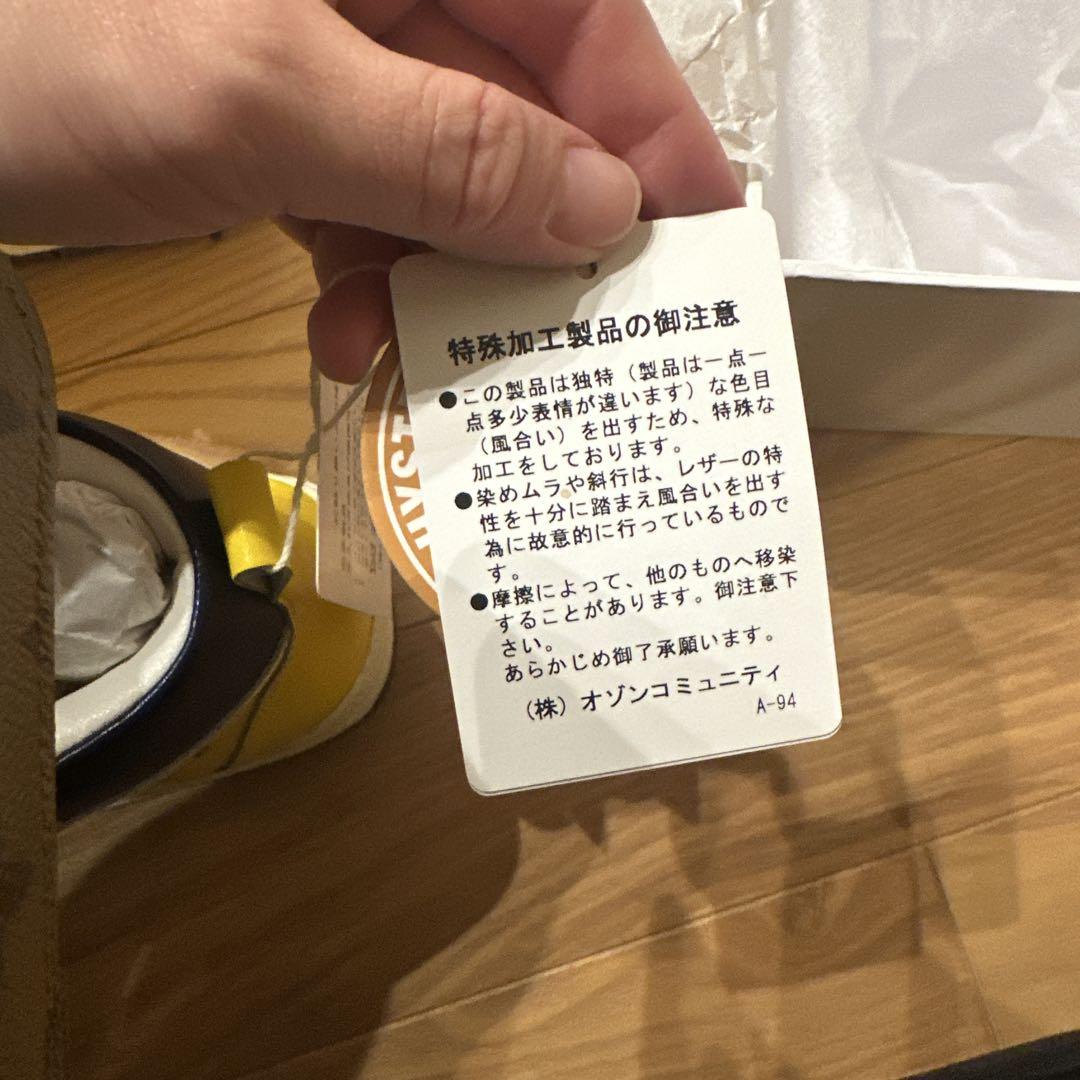 特殊加工製品の御注意
●この製品は独特（製品は一点一
点多少表情が違います）な色目
（風合い）を出すため、特殊な
加工をしております。
●染めムラや斜行は、レザーの特
性を十分に踏まえ風合いを出す
為に故意的に行っているもので
す。
●摩擦によって、他のものへ移染
することがあります。御注意下
さい。
あらかじめ御了承願います。
（株）オゾンコミュニティ
A-94